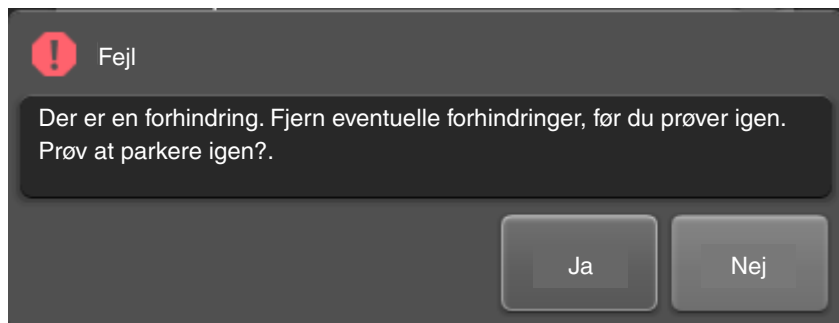 Fejl
Der er en forhindring. Fjern eventuelle forhindringer, før du prøver igen.
Prøv at parkere igen?.
Ja
Nej